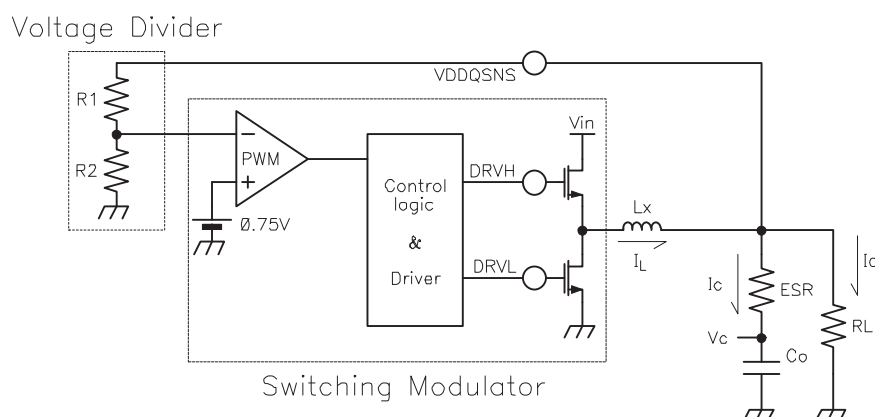 Voltage Divider
VDDQSNS
R1
R2
PWM
−
+
0.75V
Control
logic
&
Driver
DRVH
DRVL
Vin
Lx
IL
Ic
ESR
Vc
Co
RL
Switching Modulator